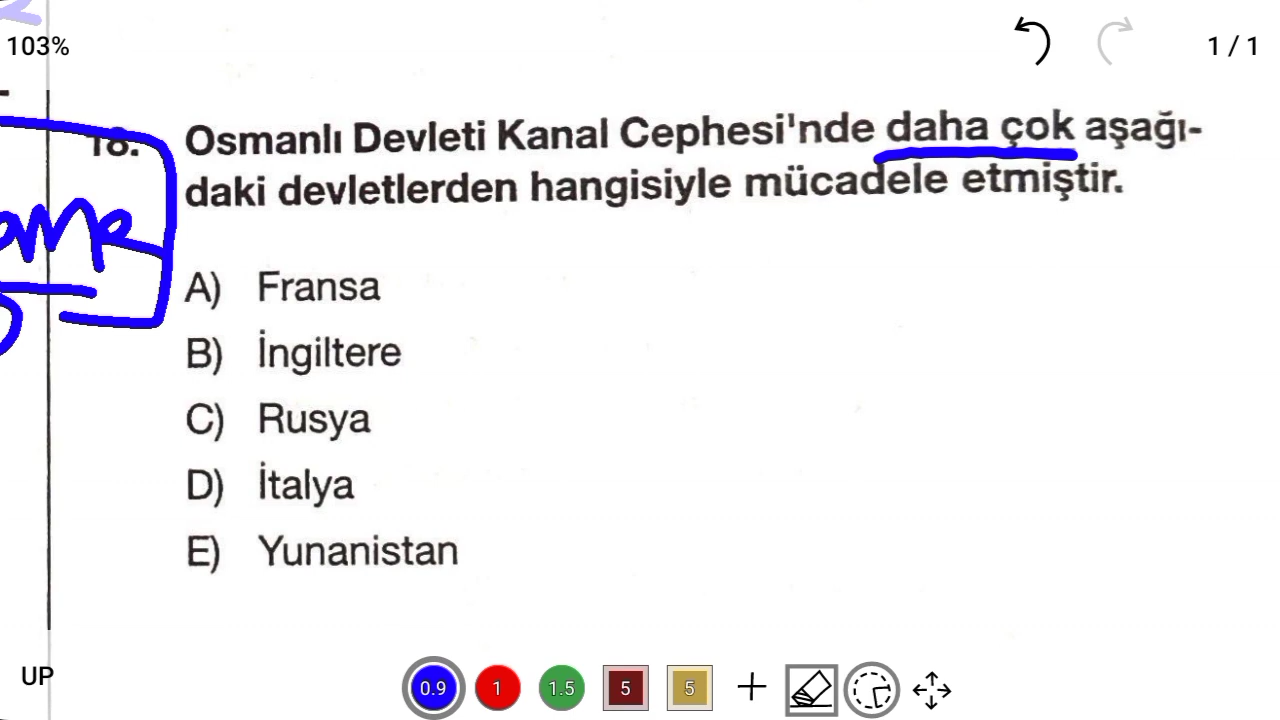 103%
1 / 1
18. Osmanlı Devleti Kanal Cephesi'nde daha çok aşağı-
daki devletlerden hangisiyle mücadele etmiştir.
A) Fransa
B) İngiltere
C) Rusya
D) İtalya
E) Yunanistan
UP
0.9 1 1.5 5 5